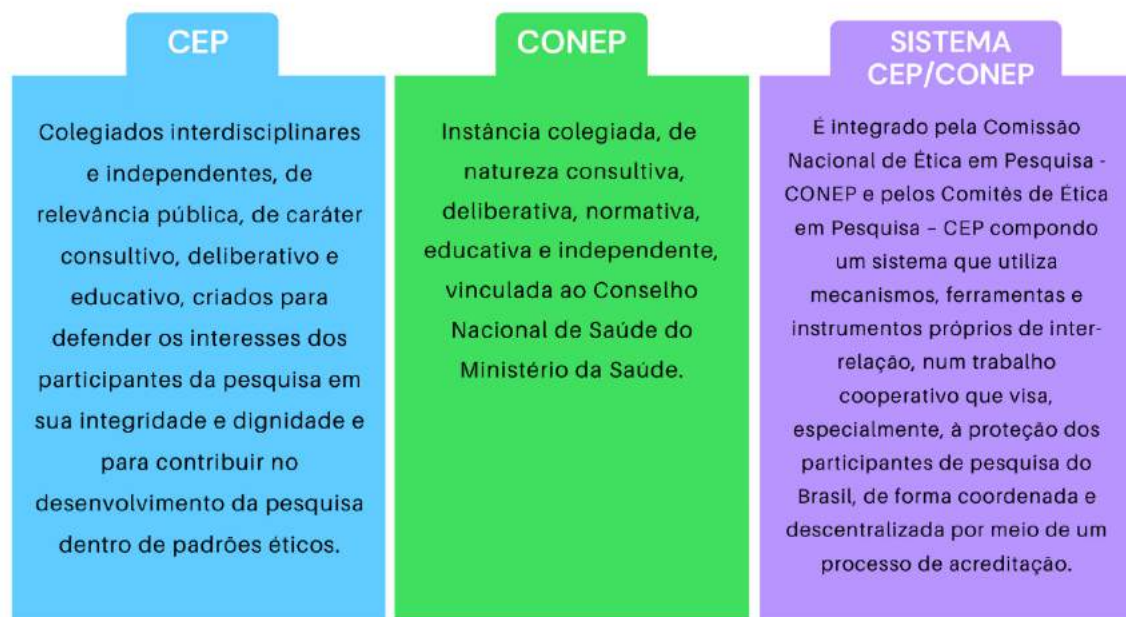 CEP
Colegiados interdisciplinares
e independentes, de
relevância pública, de caráter
consultivo, deliberativo e
educativo, criados para
defender os interesses dos
participantes da pesquisa em
sua integridade e dignidade e
para contribuir no
desenvolvimento da pesquisa
dentro de padrões éticos.
CONEP
Instância colegiada, de
natureza consultiva,
deliberativa, normativa,
educativa e independente,
vinculada ao Conselho
Nacional de Saúde do
Ministério da Saúde.
SISTEMA
CEP/CONEP
É integrado pela Comissão
Nacional de Ética em Pesquisa -
CONEP e pelos Comitês de Ética
em Pesquisa – CEP compondo
um sistema que utiliza
mecanismos, ferramentas e
instrumentos próprios de inter-
relação, num trabalho
cooperativo que visa,
especialmente, à proteção dos
participantes de pesquisa do
Brasil, de forma coordenada e
descentralizada por meio de um
processo de acreditação.